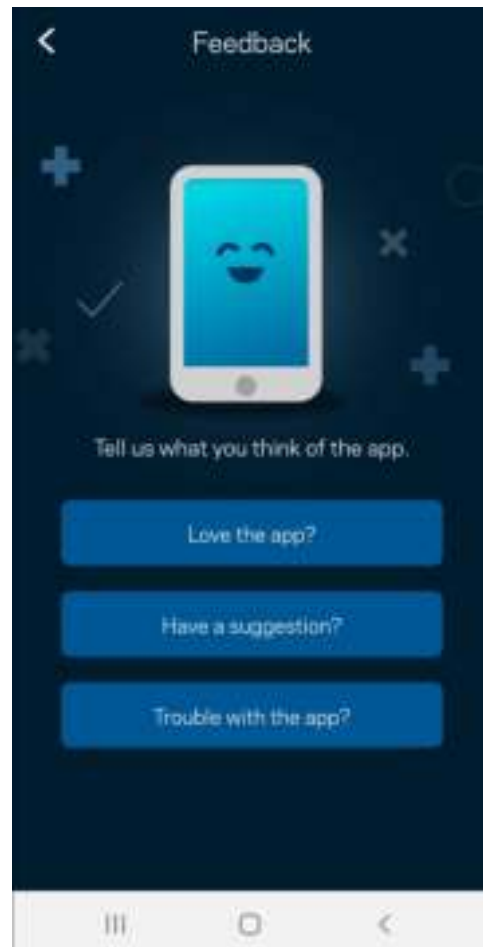 Feedback
Tell us what you think of the app.
Love the app?
Have a suggestion?
Trouble with the app?